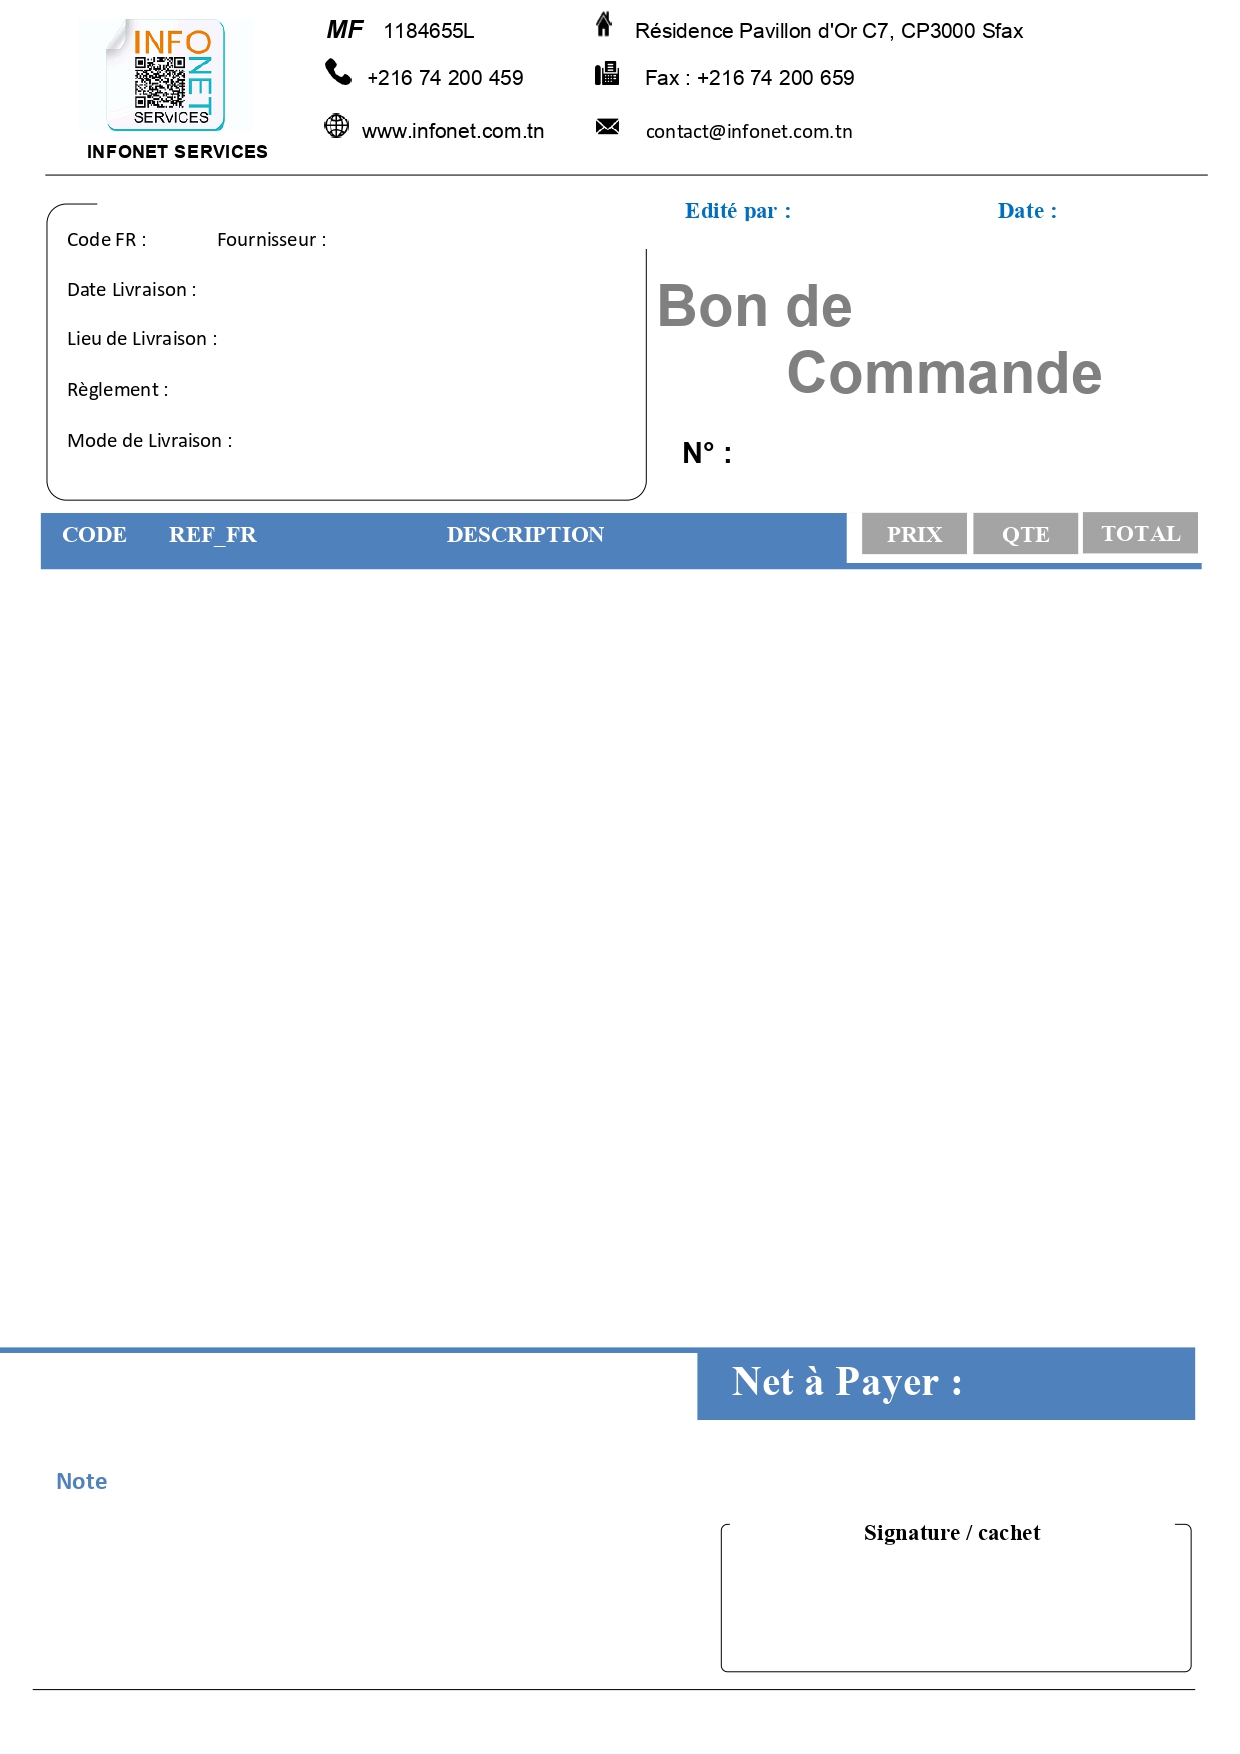 INFO
NET
SERVICES
INFONET SERVICES
MF 1184655L
Résidence Pavillon d'Or C7, CP3000 Sfax
+216 74 200 459
Fax : +216 74 200 659
www.infonet.com.tn
contact@infonet.com.tn
Edité par : Date :
Code FR : Fournisseur :
Date Livraison :
Lieu de Livraison :
Règlement :
Mode de Livraison :
Bon de
Commande
N° :
CODE REF_FR DESCRIPTION PRIX QTE TOTAL
Net à Payer :
Note
Signature / cachet